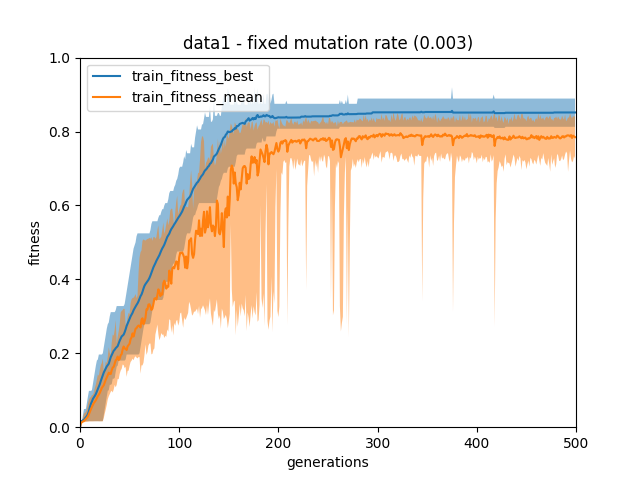 data1 - fixed mutation rate (0.003)
train_fitness_best
train_fitness_mean
1.0
0.8
0.6
0.4
0.2
0.0
fitness
0 100 200 300 400 500
generations